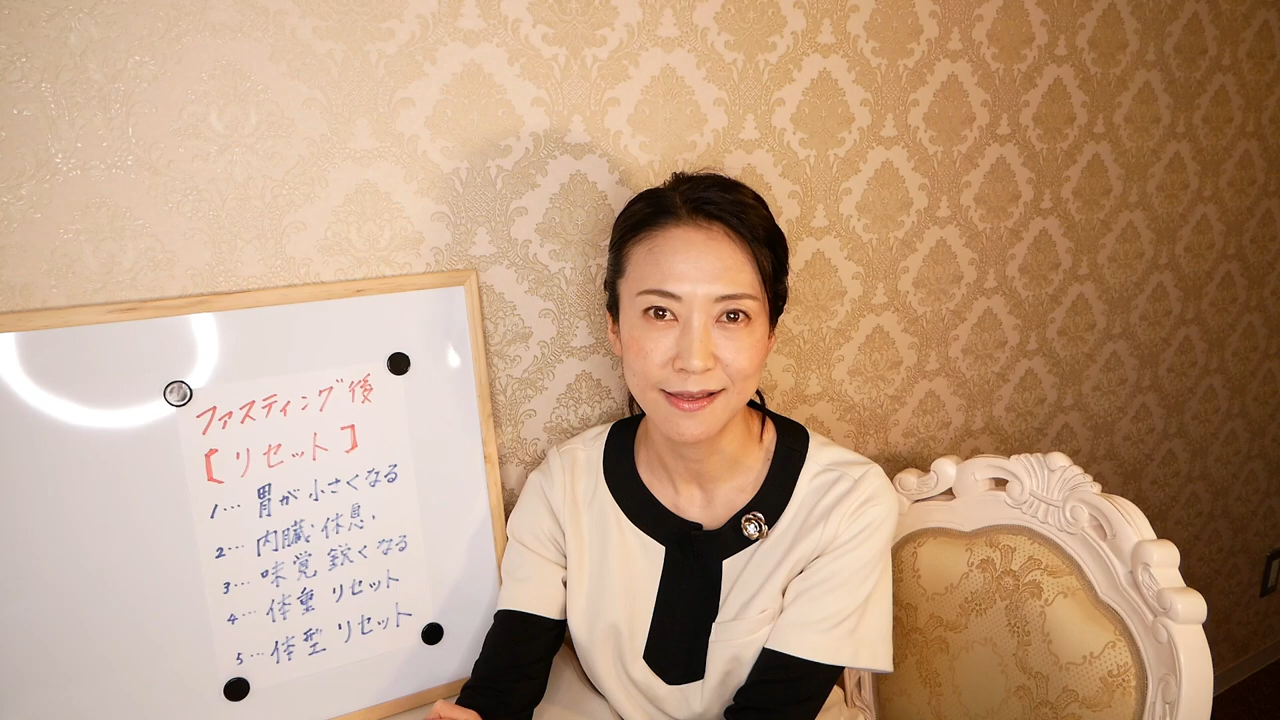 ファスティング後
【リセット】
1… 胃が小さくなる
2… 内臓休息.
3… 味覚鋭くなる
4… 体重リセット
5… 体型リセット